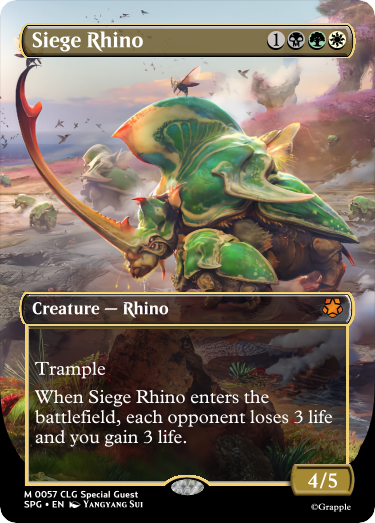 Siege Rhino 1
Creature — Rhino
Trample
When Siege Rhino enters the
battlefield, each opponent loses 3 life
and you gain 3 life.
4/5
M 0057 CLG Special Guest
SPG • EN Yangyang Sui
©Grapple